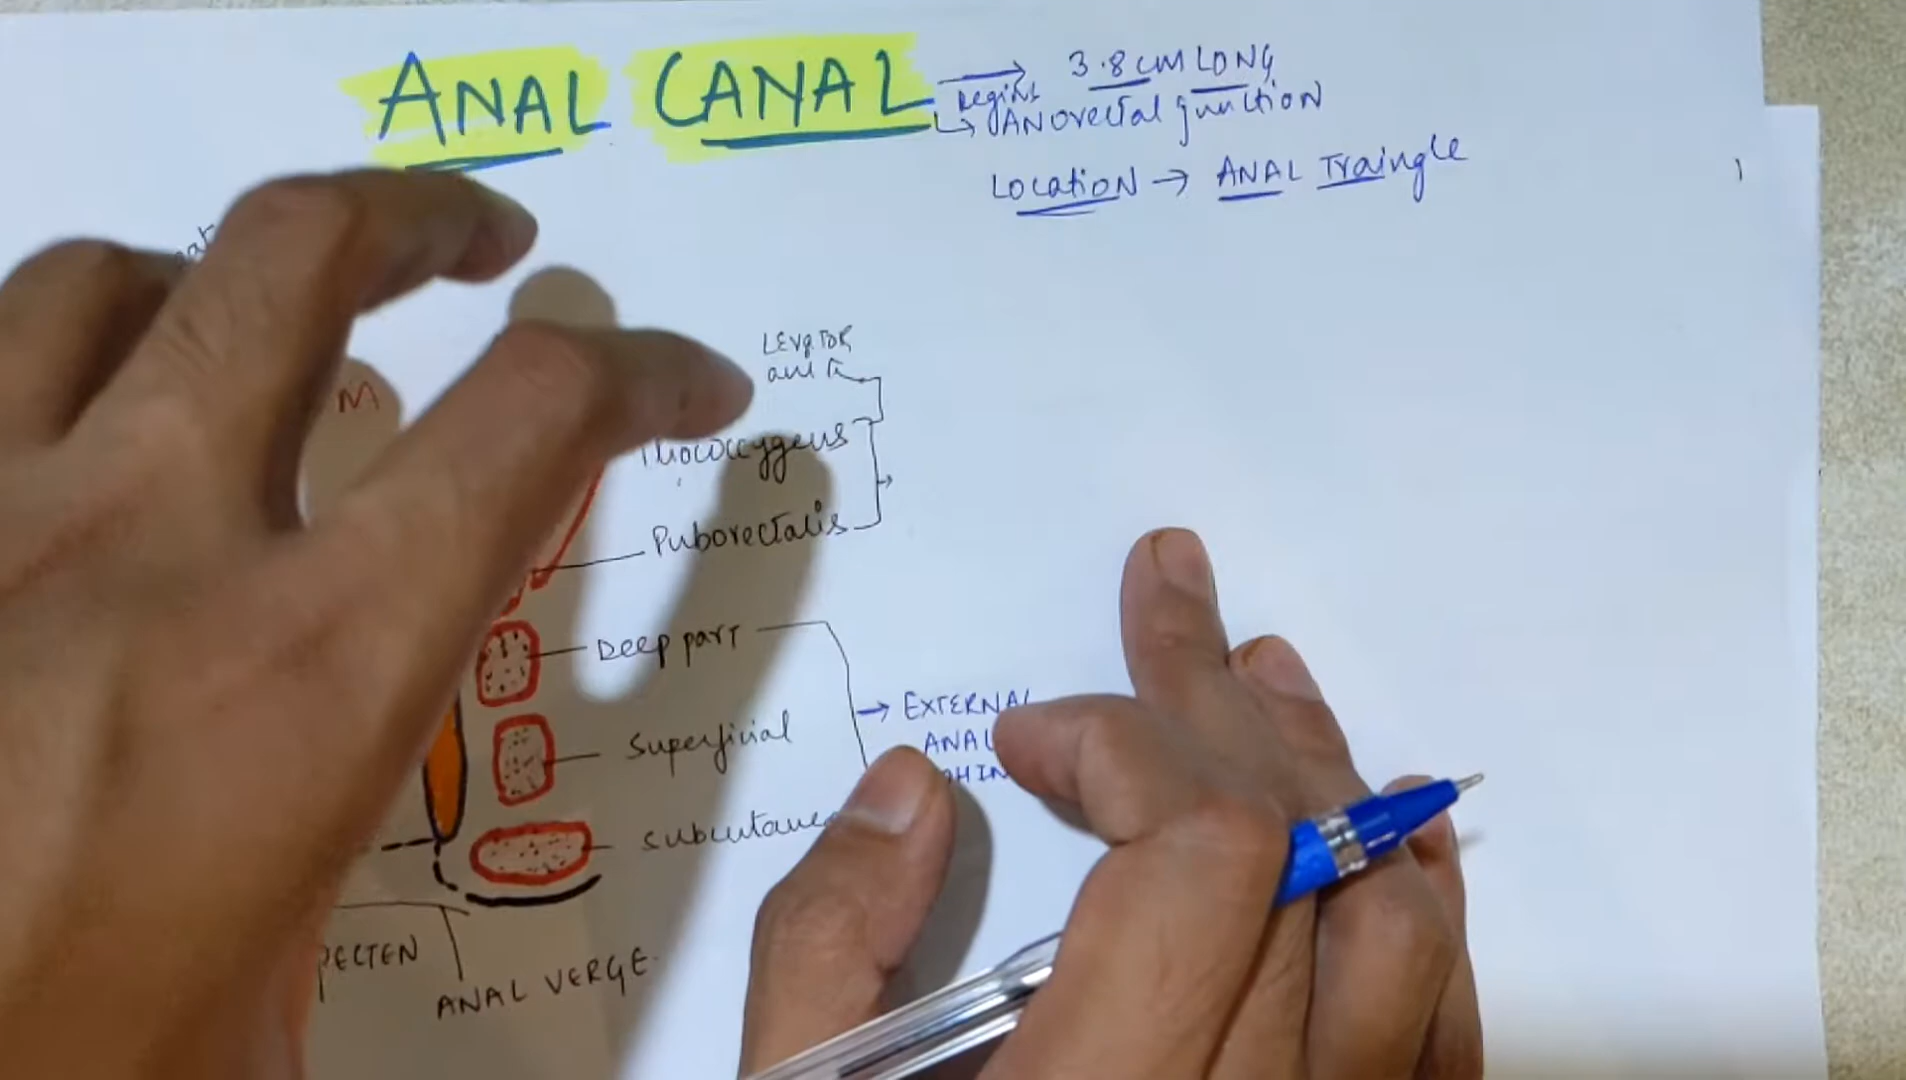 ANAL CANAL
3.8 CM LONG
Begins
ANorectal junction
Location → ANAL Traingle
M
LEVATOR
ani
Puborectalis
Deep part
EXTERNAL
ANAL
Superficial
PECTEN
ANAL VERGE